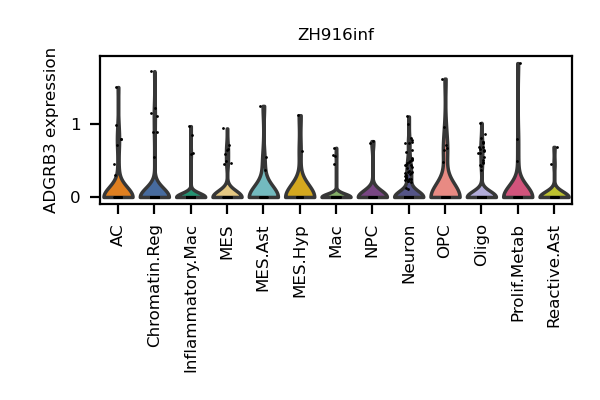 ZH916inf
ADGRB3 expression
1
0
AC
Chromatin.Reg
Inflammatory.Mac
MES
MES.Ast
MES.Hyp
Mac
NPC
Neuron
OPC
Oligo
Prolif.Metab
Reactive.Ast